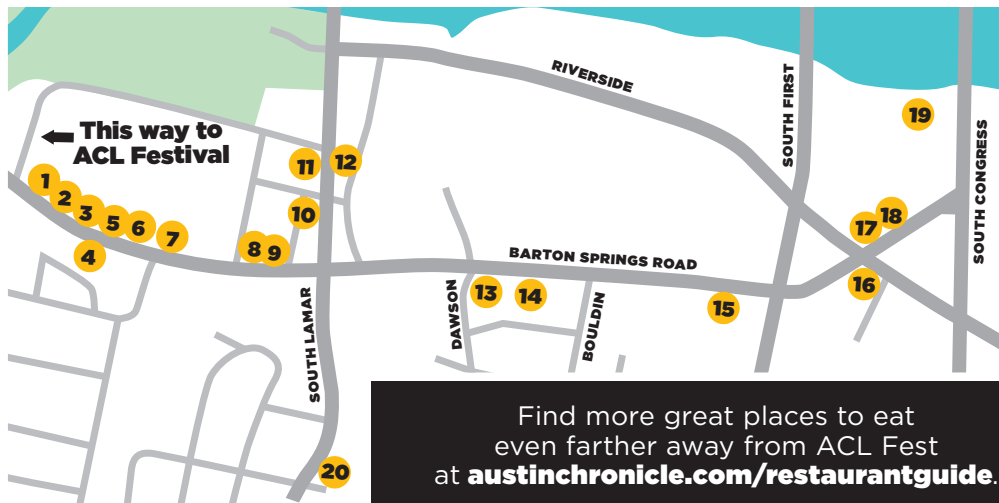 RIVERSIDE
SOUTH FIRST
SOUTH CONGRESS
19
This way to
ACL Festival
11
12
1
2
3
5
6
7
4
10
8
9
18
17
16
BARTON SPRINGS ROAD
13
14
15
SOUTH LAMAR
DAWSON
BOULDIN
20
Find more great places to eat
even farther away from ACL Fest
at austinchronicle.com/restaurantguide.